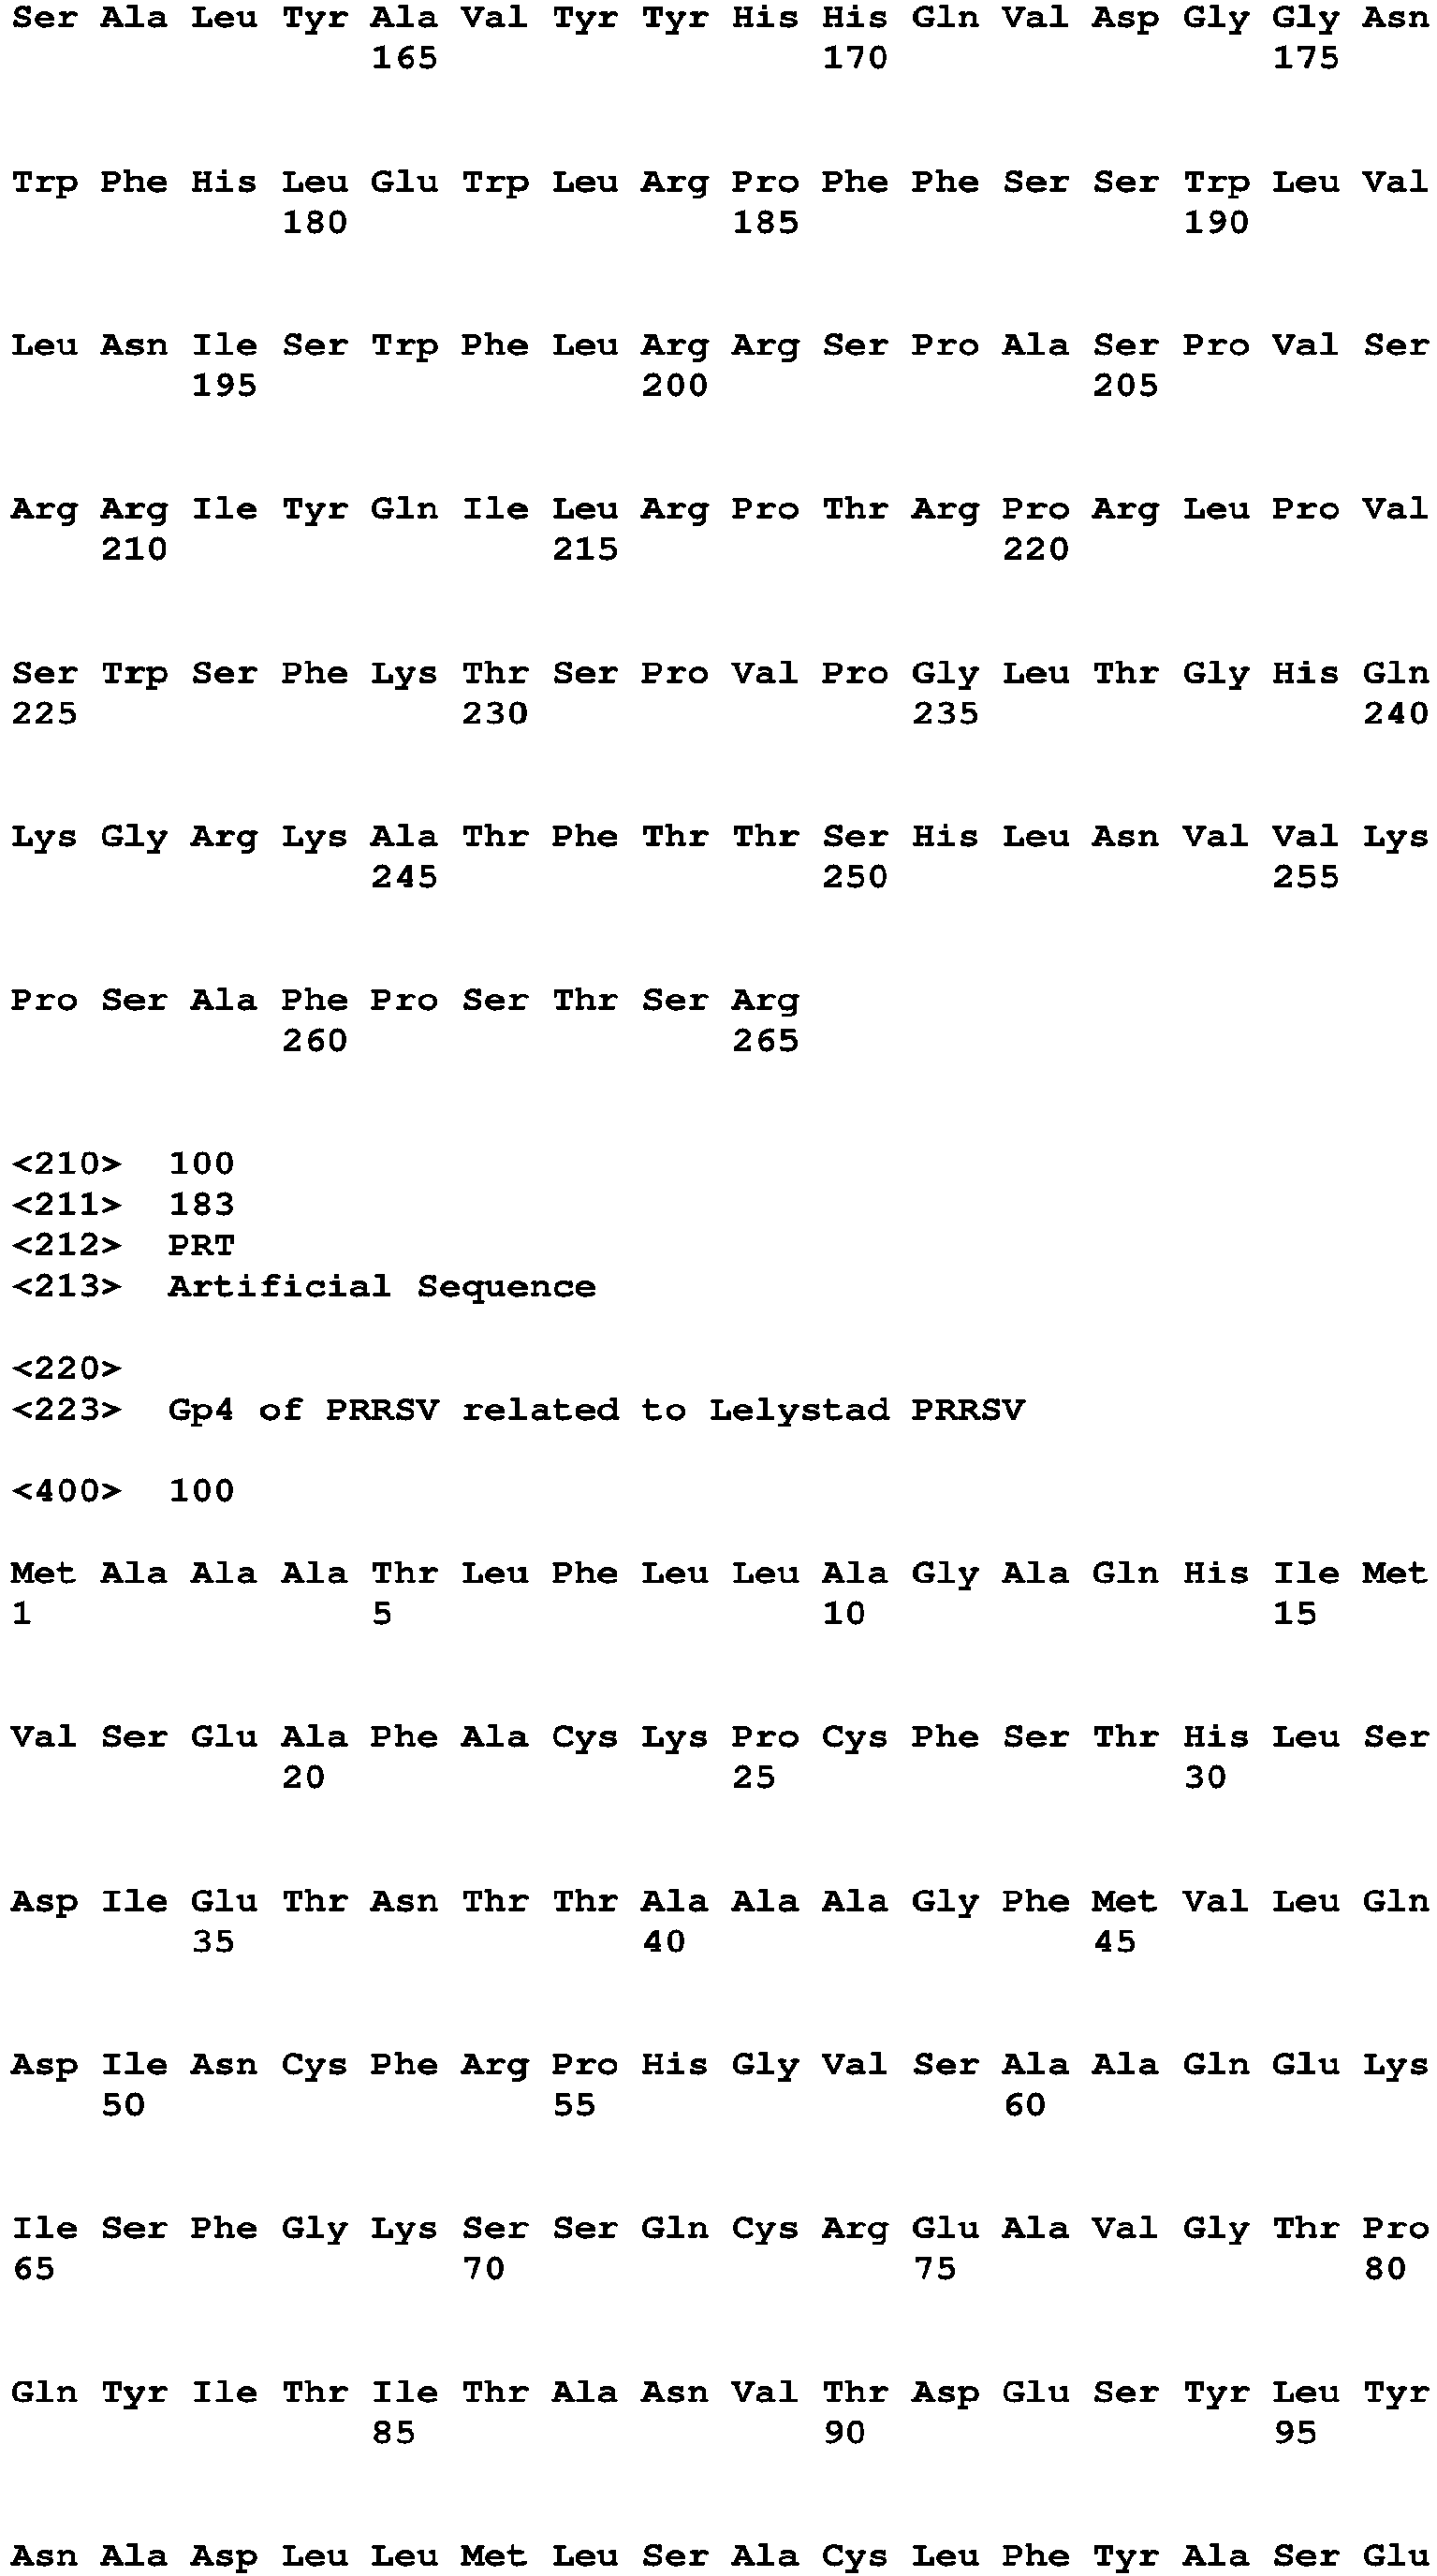 Ser Ala Leu Tyr Ala Val Tyr Tyr His His Gln Val Asp Gly Gly Asn
165 170 175
Trp Phe His Leu Glu Trp Leu Arg Pro Phe Phe Ser Ser Trp Leu Val
180 185 190
Leu Asn Ile Ser Trp Phe Leu Arg Arg Ser Pro Ala Ser Pro Val Ser
195 200 205
Arg Arg Ile Tyr Gln Ile Leu Arg Pro Thr Arg Pro Arg Leu Pro Val
210 215 220
Ser Trp Ser Phe Lys Thr Ser Pro Val Pro Gly Leu Thr Gly His Gln
225 230 235 240
Lys Gly Arg Lys Ala Thr Phe Thr Thr Ser His Leu Asn Val Val Lys
245 250 255
Pro Ser Ala Phe Pro Ser Thr Ser Arg
260 265
<210> 100
<211> 183
<212> PRT
<213> Artificial Sequence
<220>
<223> Gp4 of PRRSV related to Lelystad PRRSV
<400> 100
Met Ala Ala Ala Thr Leu Phe Leu Leu Ala Gly Ala Gln His Ile Met
1 5 10 15
Val Ser Glu Ala Phe Ala Cys Lys Pro Cys Phe Ser Thr His Leu Ser
20 25 30
Asp Ile Glu Thr Asn Thr Thr Ala Ala Ala Gly Phe Met Val Leu Gln
35 40 45
Asp Ile Asn Cys Phe Arg Pro His Gly Val Ser Ala Ala Gln Glu Lys
50 55 60
Ile Ser Phe Gly Lys Ser Ser Gln Cys Arg Glu Ala Val Gly Thr Pro
65 70 75 80
Gln Tyr Ile Thr Ile Thr Ala Asn Val Thr Asp Glu Ser Tyr Leu Tyr
85 90 95
Asn Ala Asp Leu Leu Met Leu Ser Ala Cys Leu Phe Tyr Ala Ser Glu